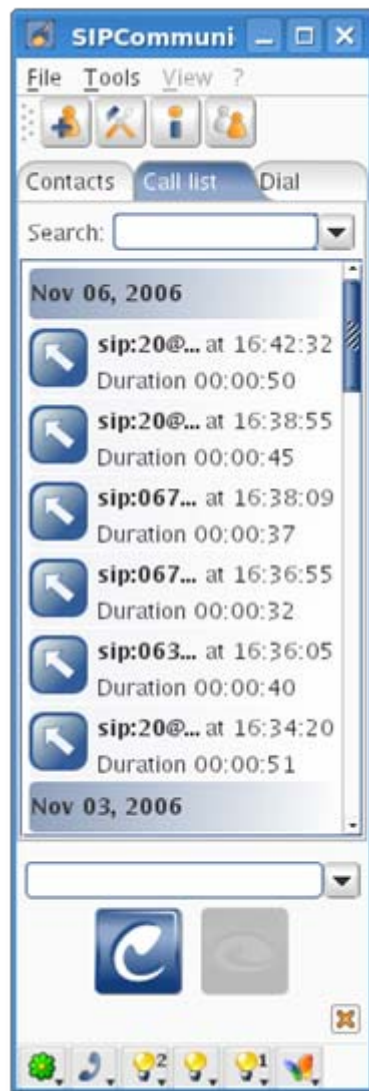 SIPCommuni
File Tools View ?
Contacts Call list Dial
Search:
Nov 06, 2006
sip:20@... at 16:42:32
Duration 00:00:50
sip:20@... at 16:38:55
Duration 00:00:45
sip:067... at 16:38:09
Duration 00:00:37
sip:067... at 16:36:55
Duration 00:00:32
sip:063... at 16:36:05
Duration 00:00:40
sip:20@... at 16:34:20
Duration 00:00:51
Nov 03, 2006
2 1